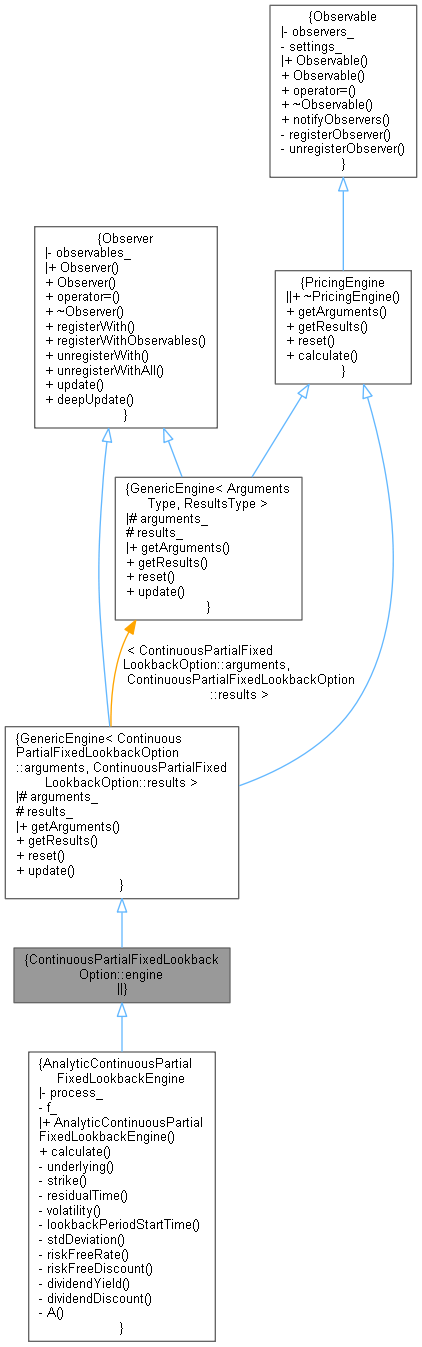 {Observable
|- observers_
- settings_
|+ Observable()
+ Observable()
+ operator=()
+ ~Observable()
+ notifyObservers()
- registerObserver()
- unregisterObserver()
}
{Observer
|- observables_
|+ Observer()
+ Observer()
+ operator=()
+ ~Observer()
+ registerWith()
+ registerWithObservables()
+ unregisterWith()
+ unregisterWithAll()
+ update()
+ deepUpdate()
}
{PricingEngine
||+ ~PricingEngine()
+ getArguments()
+ getResults()
+ reset()
+ calculate()
}
{GenericEngine< Arguments
Type, ResultsType >
|# arguments_
# results_
|+ getArguments()
+ getResults()
+ reset()
+ update()
}
< ContinuousPartialFixed
LookbackOption::arguments,
ContinuousPartialFixedLookbackOption
::results >
{GenericEngine< Continuous
PartialFixedLookbackOption
::arguments, ContinuousPartialFixed
LookbackOption::results >
|# arguments_
# results_
|+ getArguments()
+ getResults()
+ reset()
+ update()
}
{ContinuousPartialFixedLookback
Option::engine
||}
{AnalyticContinuousPartial
FixedLookbackEngine
|- process_
- f_
|+ AnalyticContinuousPartial
FixedLookbackEngine()
+ calculate()
- underlying()
- strike()
- residualTime()
- volatility()
- lookbackPeriodStartTime()
- stdDeviation()
- riskFreeRate()
- riskFreeDiscount()
- dividendYield()
- dividendDiscount()
- A()
}